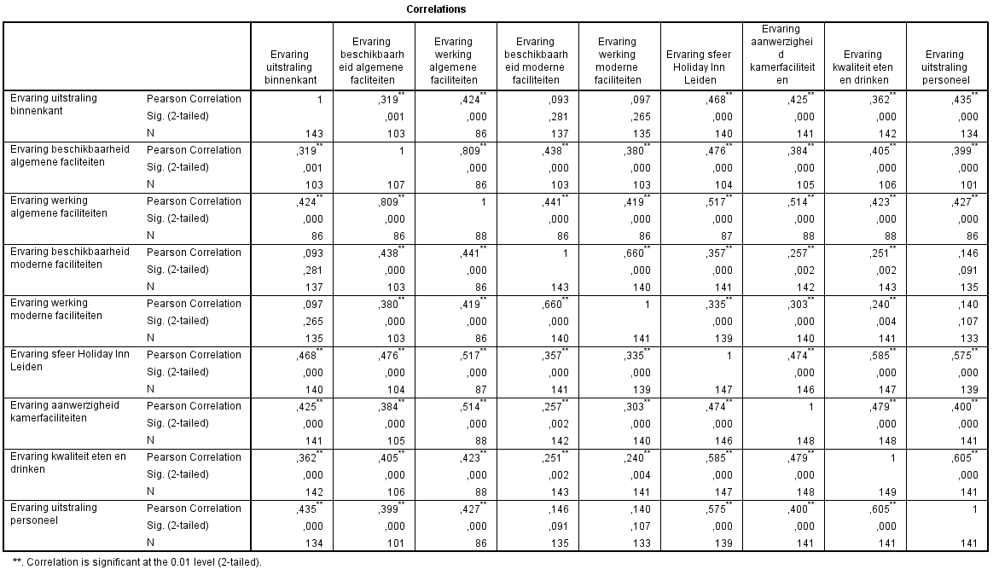 Correlations
Ervaring uitstraling binnenkant
Ervaring beschikbaarh eid algemene facliteiten
Ervaring werking algemene faciliteiten
Ervaring beschikbaarh eid moderne faciliteiten
Ervaring werking moderne faciliteiten
Ervaring sfeer Holiday Inn Leiden
Ervaring aanwerzighei d kamerfaciliteit en
Ervaring kwaliteit eten en drinken
Ervaring uitstraling personeel
Ervaring uitstraling binnenkant
Pearson Correlation 1 ,319** ,424** ,093 ,097 ,468** ,425** ,362** ,435**
Sig. (2-tailed) ,001 ,000 ,281 ,265 ,000 ,000 ,000 ,000
N 143 103 86 137 135 140 141 142 134
Ervaring beschikbaarheid algemene facliteiten
Pearson Correlation ,319** 1 ,809** ,438** ,380** ,476** ,384** ,405** ,399**
Sig. (2-tailed) ,001 ,000 ,000 ,000 ,000 ,000 ,000 ,000
N 103 107 86 103 103 104 105 106 101
Ervaring werking algemene faciliteiten
Pearson Correlation ,424** ,809** 1 ,441** ,419** ,517** ,514** ,423** ,427**
Sig. (2-tailed) ,000 ,000 ,000 ,000 ,000 ,000 ,000 ,000
N 86 86 88 86 86 87 88 88 86
Ervaring beschikbaarheid moderne faciliteiten
Pearson Correlation ,093 ,438** ,441** 1 ,660** ,357** ,257** ,251** ,146
Sig. (2-tailed) ,281 ,000 ,000 ,000 ,000 ,002 ,002 ,091
N 137 103 86 143 140 141 142 143 135
Ervaring werking moderne faciliteiten
Pearson Correlation ,097 ,380** ,419** ,660** 1 ,335** ,303** ,240** ,140
Sig. (2-tailed) ,265 ,000 ,000 ,000 ,000 ,000 ,004 ,107
N 135 103 86 140 141 139 140 141 133
Ervaring sfeer Holiday Inn Leiden
Pearson Correlation ,468** ,476** ,517** ,357** ,335** 1 ,474** ,585** ,575**
Sig. (2-tailed) ,000 ,000 ,000 ,000 ,000 ,000 ,000 ,000
N 140 104 87 141 139 147 146 147 139
Ervaring aanwerzigheid kamerfaciliteiten
Pearson Correlation ,425** ,384** ,514** ,257** ,303** ,474** 1 ,479** ,400**
Sig. (2-tailed) ,000 ,000 ,000 ,002 ,000 ,000 ,000 ,000
N 141 105 88 142 140 146 148 148 141
Ervaring kwaliteit eten en drinken
Pearson Correlation ,362** ,405** ,423** ,251** ,240** ,585** ,479** 1 ,605**
Sig. (2-tailed) ,000 ,000 ,000 ,002 ,004 ,000 ,000 ,000
N 142 106 88 143 141 147 148 149 141
Ervaring uitstraling personeel
Pearson Correlation ,435** ,399** ,427** ,146 ,140 ,575** ,400** ,605** 1
Sig. (2-tailed) ,000 ,000 ,000 ,091 ,107 ,000 ,000 ,000
N 134 101 86 135 133 139 141 141 141
**. Correlation is significant at the 0.01 level (2-tailed).